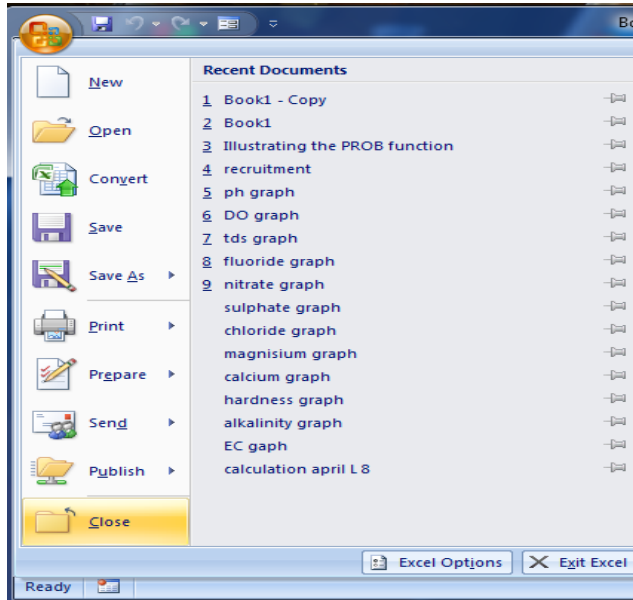 Bo
New
Open
Convert
Save
Save As
Print
Prepare
Send
Publish
Close
Recent Documents
1 Book1 - Copy
2 Book1
3 Illustrating the PROB function
4 recruitment
5 ph graph
6 DO graph
7 tds graph
8 fluoride graph
9 nitrate graph
sulphate graph
chloride graph
magnisium graph
calcium graph
hardness graph
alkalinity graph
EC gaph
calculation april L 8
Excel Options
Exit Excel
Ready